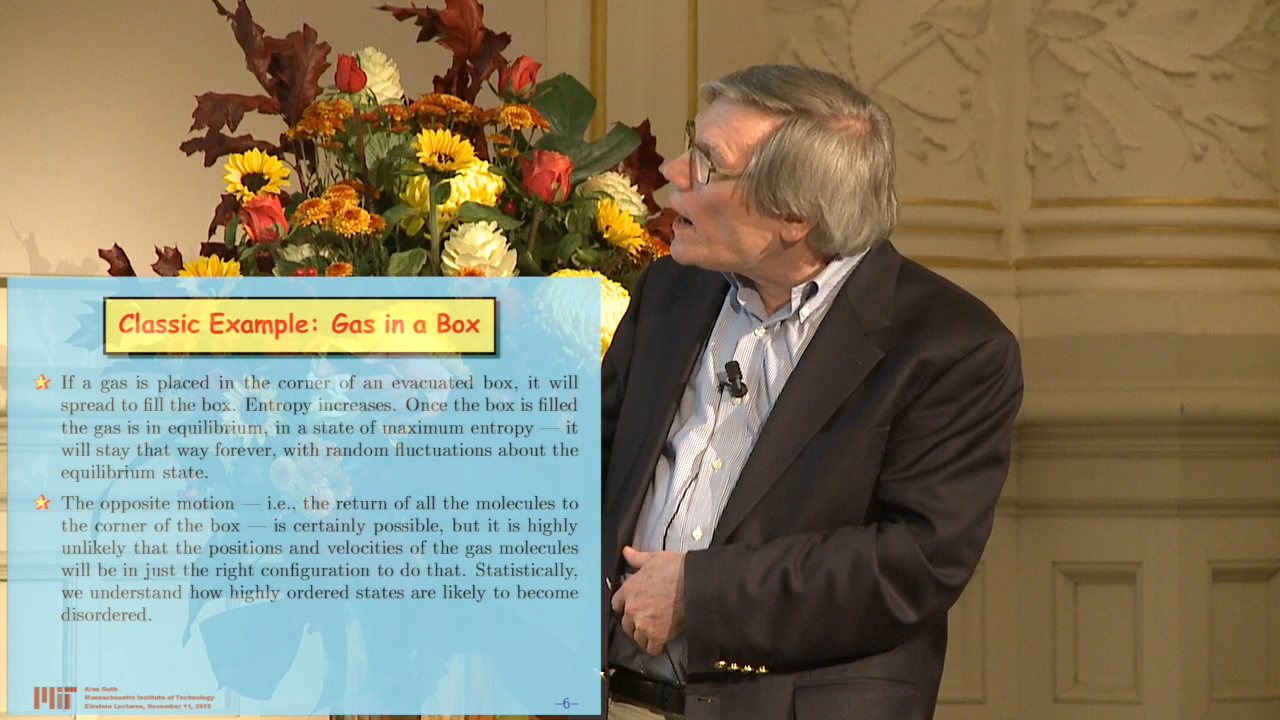 Classic Example: Gas in a Box
If a gas is placed in the corner of an evacuated box, it will
spread to fill the box. Entropy increases. Once the box is filled
the gas is in equilibrium, in a state of maximum entropy — it
will stay that way forever, with random fluctuations about the
equilibrium state.
The opposite motion — i.e., the return of all the molecules to
the corner of the box — is certainly possible, but it is highly
unlikely that the positions and velocities of the gas molecules
will be in just the right configuration to do that. Statistically,
we understand how highly ordered states are likely to become
disordered.
MIT
Alan Guth
Massachusetts Institute of Technology
Einstein Lectures, November 11, 2015
–6–